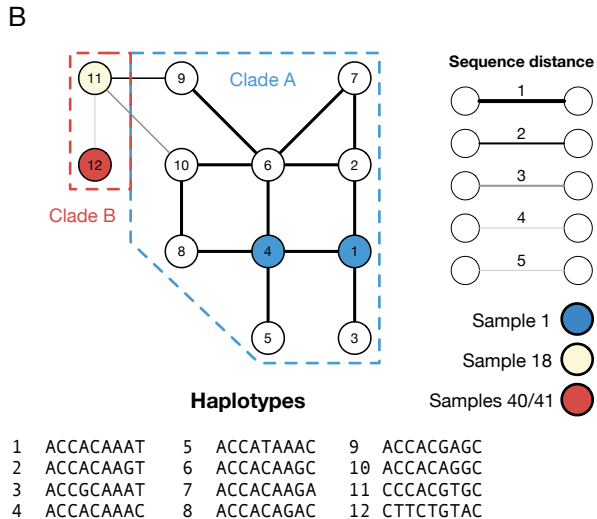 B
Sequence distance
Clade A
11 9 7
1
2
12 10 6 2
3
Clade B
4
8 4 1
5
Sample 1
5 3
Sample 18
Haplotypes
Samples 40/41
1 ACCACAAAT 5 ACCATAAAC 9 ACCACGAGC
2 ACCACAAGT 6 ACCACAAGC 10 ACCACAGGC
3 ACCGCAAAT 7 ACCACAAGA 11 CCCACGTGC
4 ACCACAAAC 8 ACCACAGAC 12 CTTCTGTAC